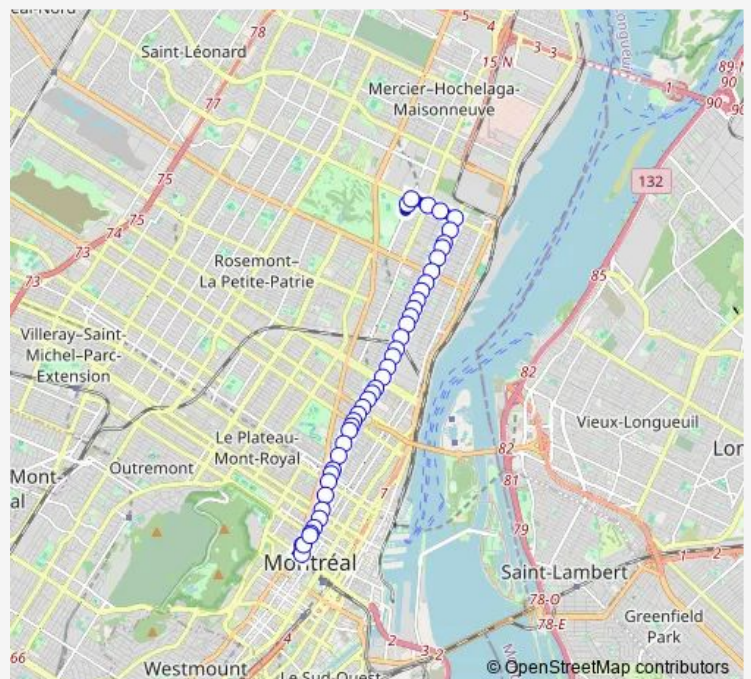 78
5
4
3
3
Saint-Léonard
15 N
Longueuil
89-N
90
Mercier–Hochelaga-
Maisonneuve
1
90
77
132
75
75
74
73
73
73
Rosemont–
La Petite-Patrie
85
Villeray–Saint-
Michel–Parc-
Extension
82
Vieux-Longueuil
Le Plateau-
Mont-Royal
82
Outremont
81
Mont-
al
7
79
Montréal
1
2
Saint-Lambert
78-O
78-E
Greenfield
Park
4
2
3
2
66
Westmount
Le Sud-Ouest
© OpenStreetMap contributors